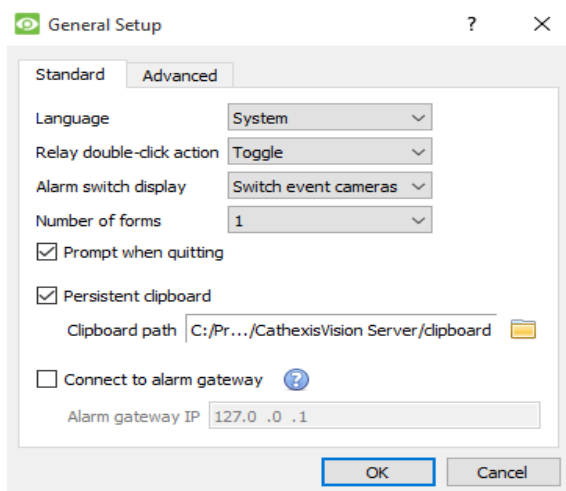 General Setup ?
Standard Advanced
Language System
Relay double-click action Toggle
Alarm switch display Switch event cameras
Number of forms 1
Prompt when quitting
Persistent clipboard
Clipboard path C:/Pr.../CathexisVision Server/clipboard
Connect to alarm gateway ?
Alarm gateway IP 127.0 .0 .1
OK Cancel